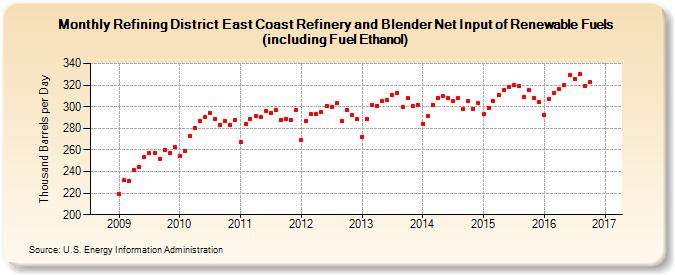 Monthly Refining District East Coast Refinery and Blender Net Input of Renewable Fuels
(including Fuel Ethanol)
Thousand Barrels per Day
340
320
300
280
260
240
220
200
2009 2010 2011 2012 2013 2014 2015 2016 2017
Source: U.S. Energy Information Administration